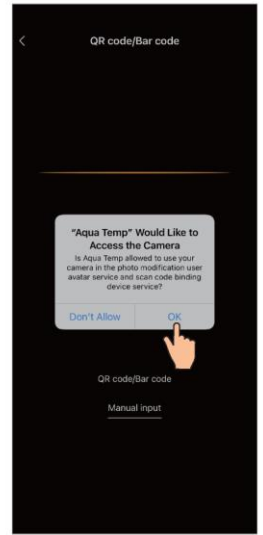 QR code/Bar code
"Aqua Temp" Would Like to
Access the Camera
Is Aqua Temp allowed to use your
camera in the photo modification user
avatar service and scan code binding
device service?
Don't Allow
OK
QR code/Bar code
Manual input